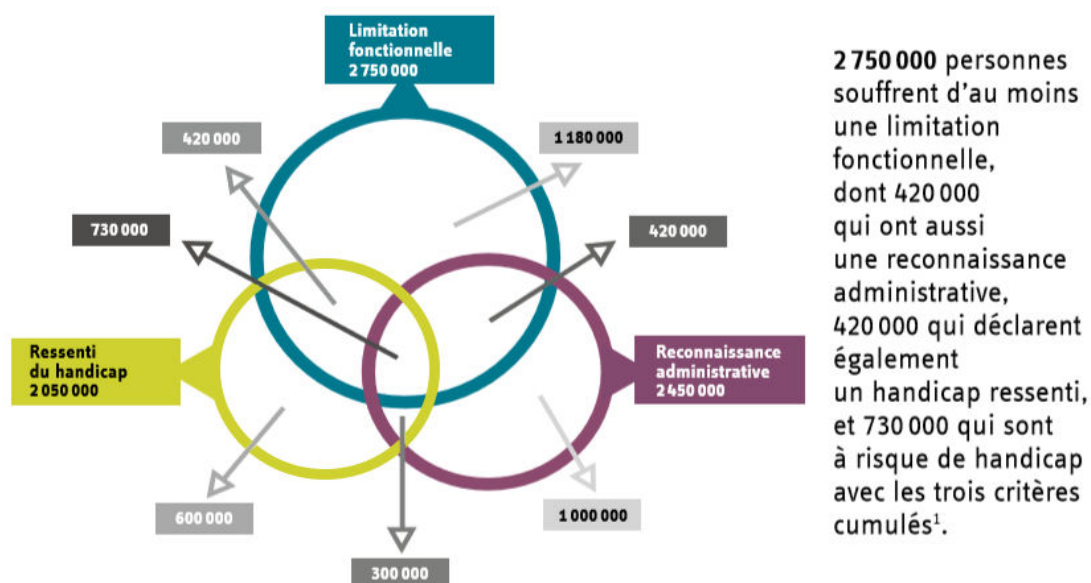 Limitation
fonctionnelle
2 750 000
420 000
1 180 000
730 000
420 000
Ressenti
du handicap
2 050 000
Reconnaissance
administrative
2 450 000
600 000
1 000 000
300 000
2 750 000 personnes
souffrent d'au moins
une limitation
fonctionnelle,
dont 420 000
qui ont aussi
une reconnaissance
administrative,
420 000 qui déclarent
également
un handicap ressenti,
et 730 000 qui sont
à risque de handicap
avec les trois critères
cumulés¹.